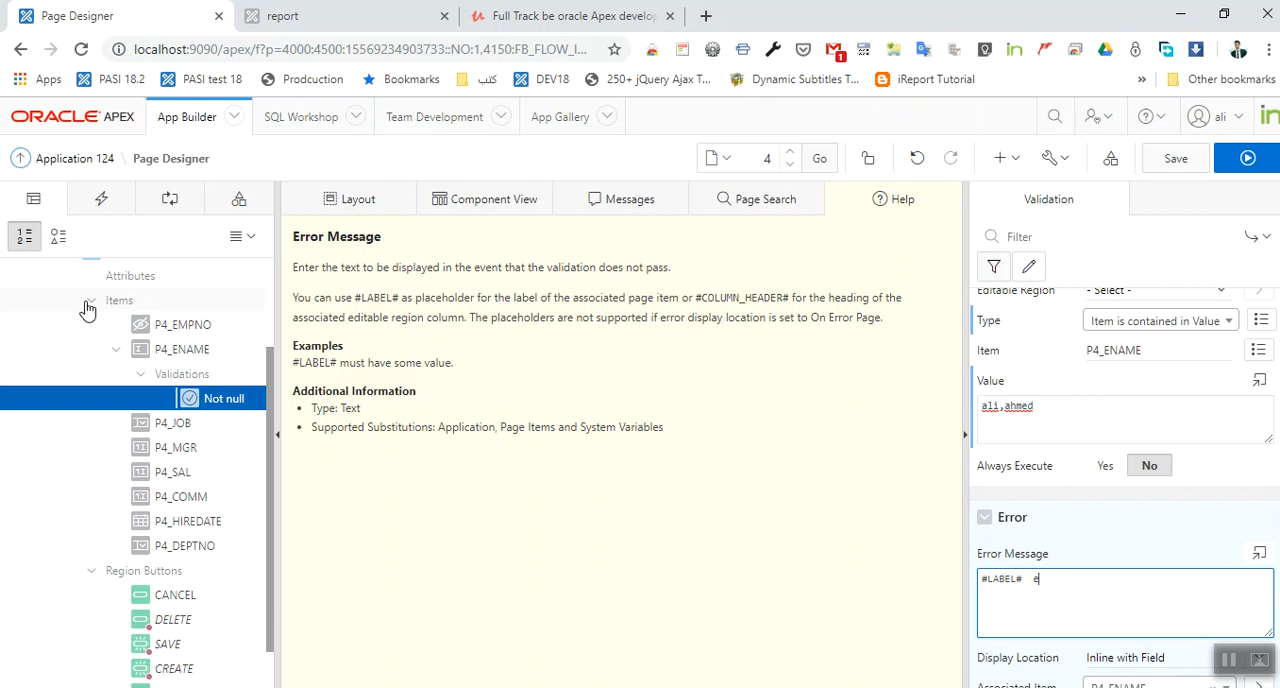 Page Designer
report
Full Track be oracle Apex develop
localhost:9090/apex/f?p=4000:4500:15569234903733::NO:1,4150:FB_FLOW_I...
1
Apps
PASI 18.2
PASI test 18
Prodcution
Bookmarks
كتب
DEV18
250+ jQuery Ajax T...
Dynamic Subtitles T...
iReport Tutorial
»
Other bookmarks
ORACLE APEX
App Builder
SQL Workshop
Team Development
App Gallery
ali
in
Application 124 \ Page Designer
4
Go
Save
Layout
Component View
Messages
Page Search
Help
Validation
Filter
Attributes
Items
P4_EMPNO
P4_ENAME
Validations
Not null
P4_JOB
P4_MGR
P4_SAL
P4_COMM
P4_HIREDATE
P4_DEPTNO
Region Buttons
CANCEL
DELETE
SAVE
CREATE
Error Message
Enter the text to be displayed in the event that the validation does not pass.
You can use #LABEL# as placeholder for the label of the associated page item or #COLUMN_HEADER# for the heading of the
associated editable region column. The placeholders are not supported if error display location is set to On Error Page.
Examples
#LABEL# must have some value.
Additional Information
• Type: Text
• Supported Substitutions: Application, Page Items and System Variables
Editable Region
- Select -
Type
Item is contained in Value
Item
P4_ENAME
Value
ali,ahmed
Always Execute
Yes
No
Error
Error Message
#LABEL# e
Display Location
Inline with Field
Associated Item
P4_ENAME